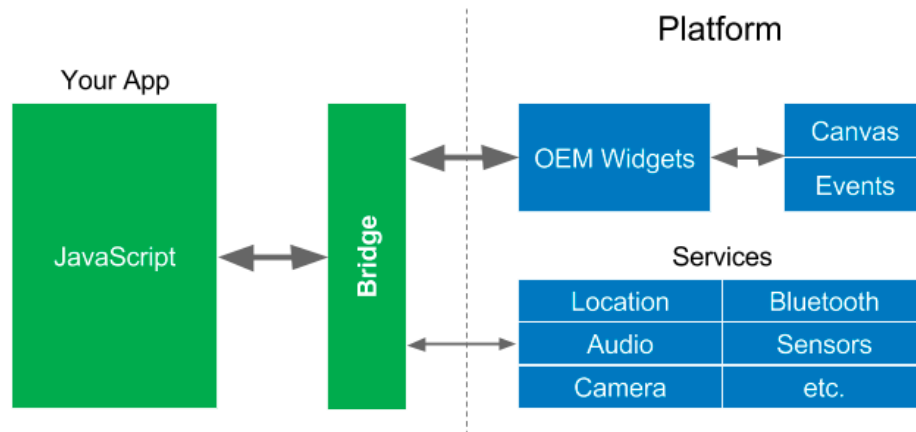 Platform
Your App
JavaScript
Bridge
OEM Widgets
Canvas
Events
Services
Location
Bluetooth
Audio
Sensors
Camera
etc.